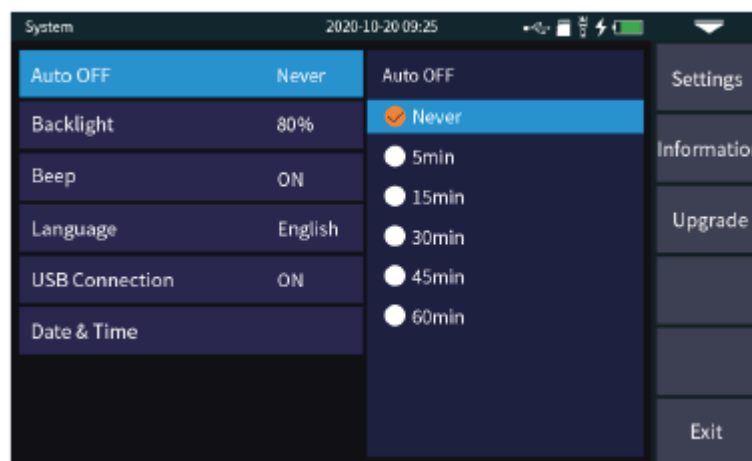 System 2020-10-20 09:25
Auto OFF Never
Backlight 80%
Beep ON
Language English
USB Connection ON
Date & Time
Auto OFF
Never
5min
15min
30min
45min
60min
Settings
Informatio
Upgrade
Exit